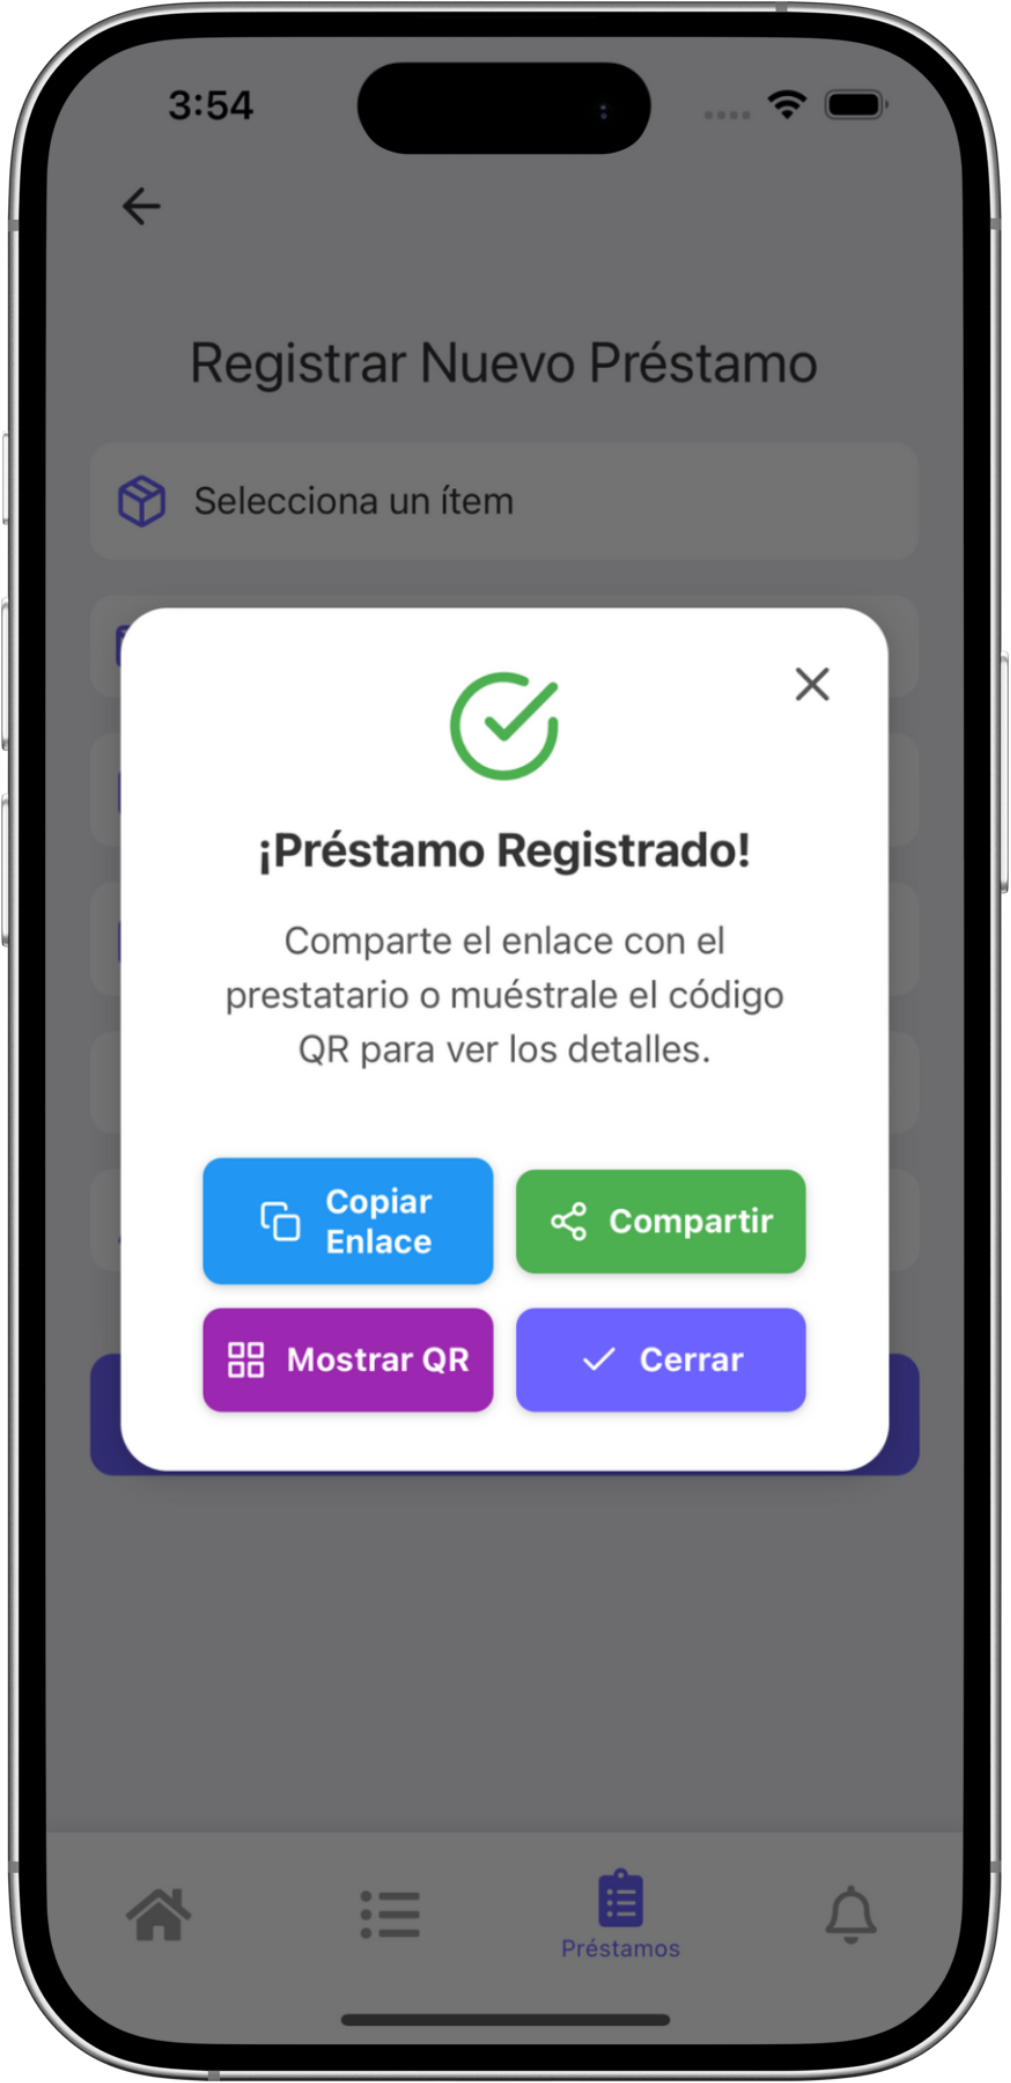 3:54
Registrar Nuevo Préstamo
Selecciona un ítem
¡Préstamo Registrado!
Comparte el enlace con el
prestatario o muéstrale el código
QR para ver los detalles.
Copiar
Enlace
Compartir
Mostrar QR
Cerrar
Préstamos